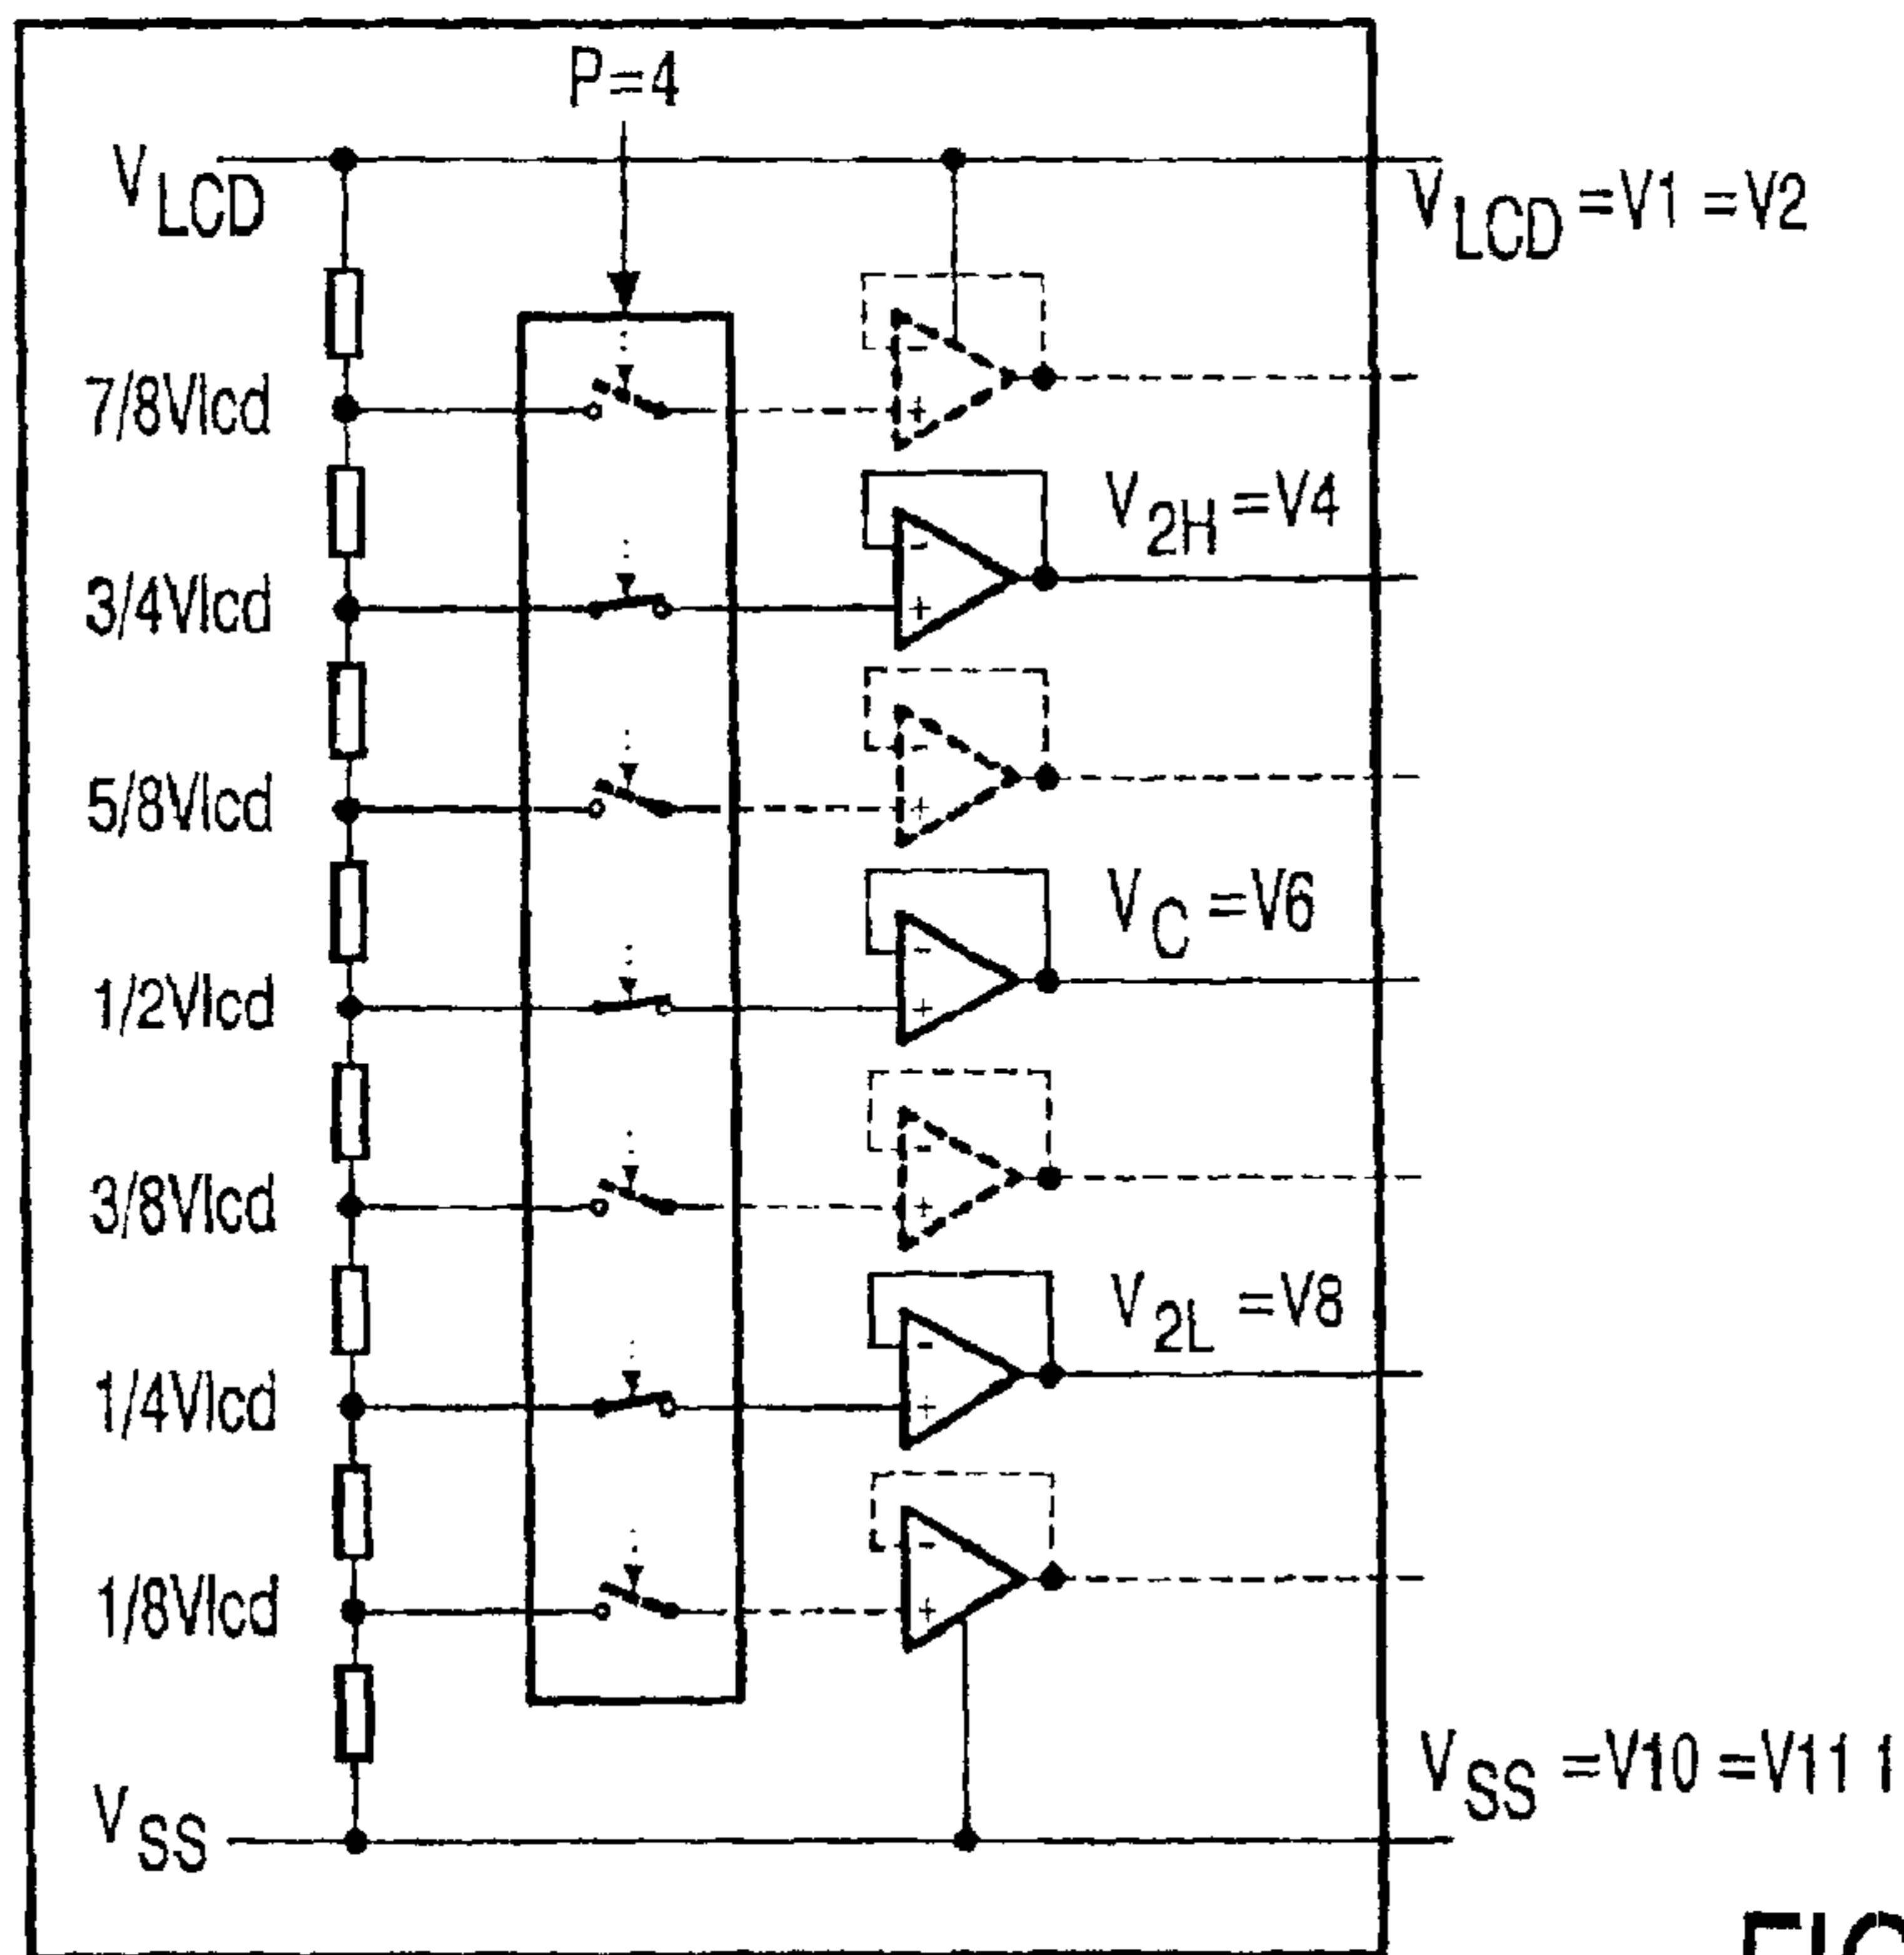 P=4
VLCD
VLCD =V1 =V2
7/8Vlcd
V2H =V4
3/4Vlcd
5/8Vlcd
VC =V6
1/2Vlcd
3/8Vlcd
V2L =V8
1/4Vlcd
1/8Vlcd
VSS =V10 =V11 1
VSS